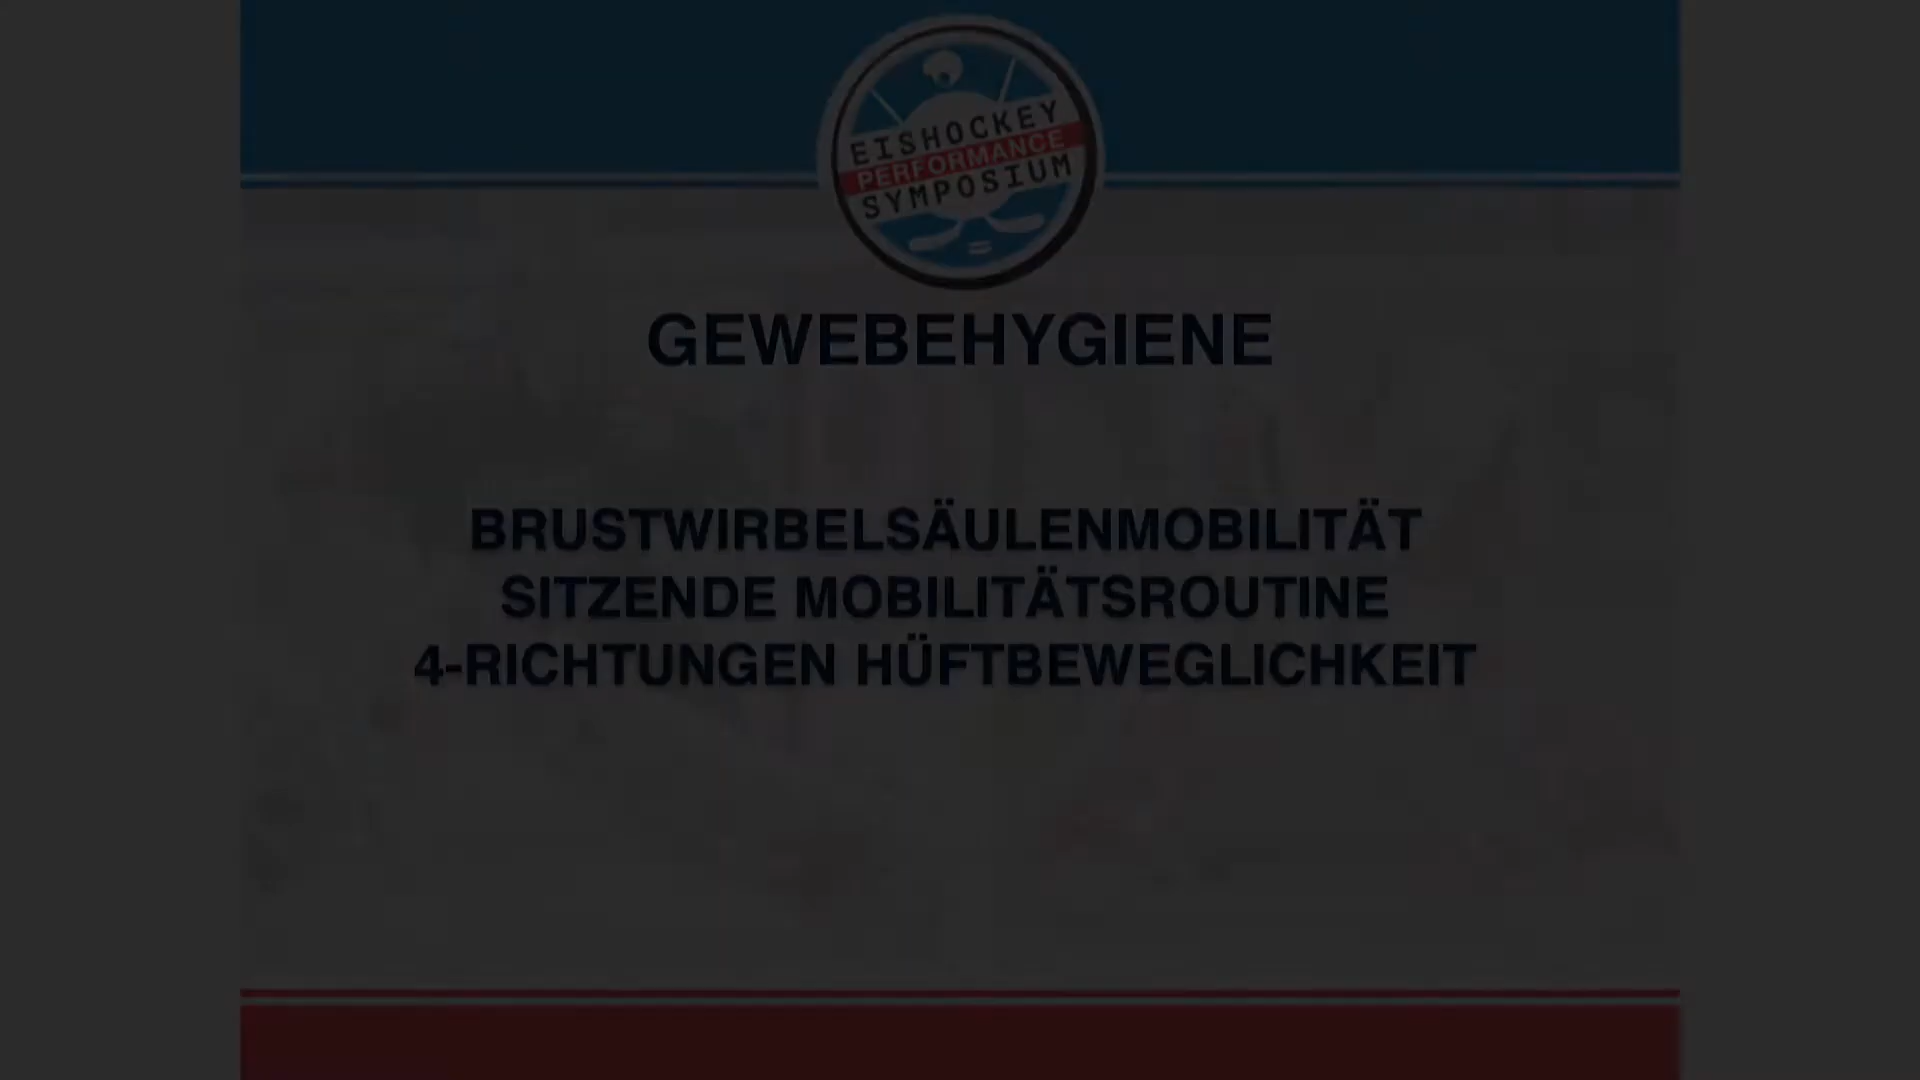 EISHOCKEY
PERFORMANCE
SYMPOSIUM
GEWEBEHYGIENE
BRUSTWIRBELSÄULENMOBILITÄT
SITZENDE MOBILITÄTSROUTINE
4-RICHTUNGEN HÜFTBEWEGLICHKEIT